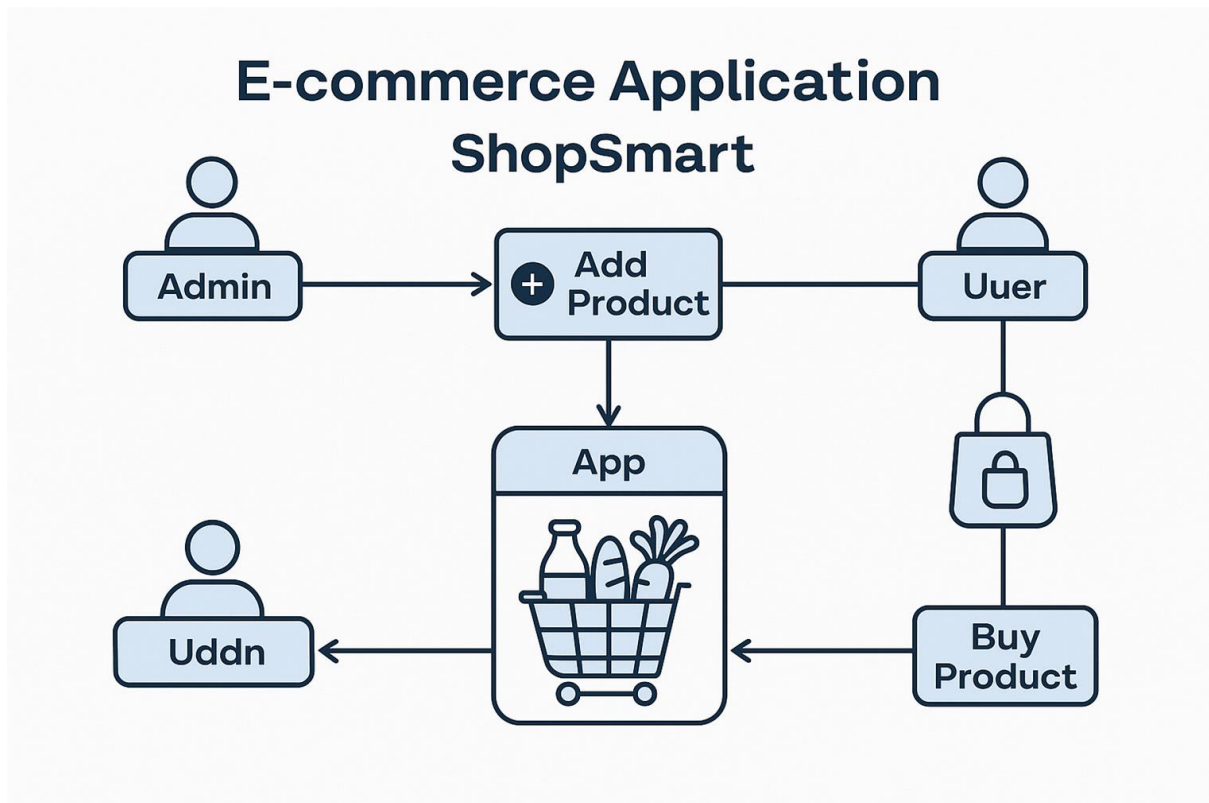 E-commerce Application
ShopSmart
Admin
Add
Product
Uuer
App
Uddn
Buy
Product